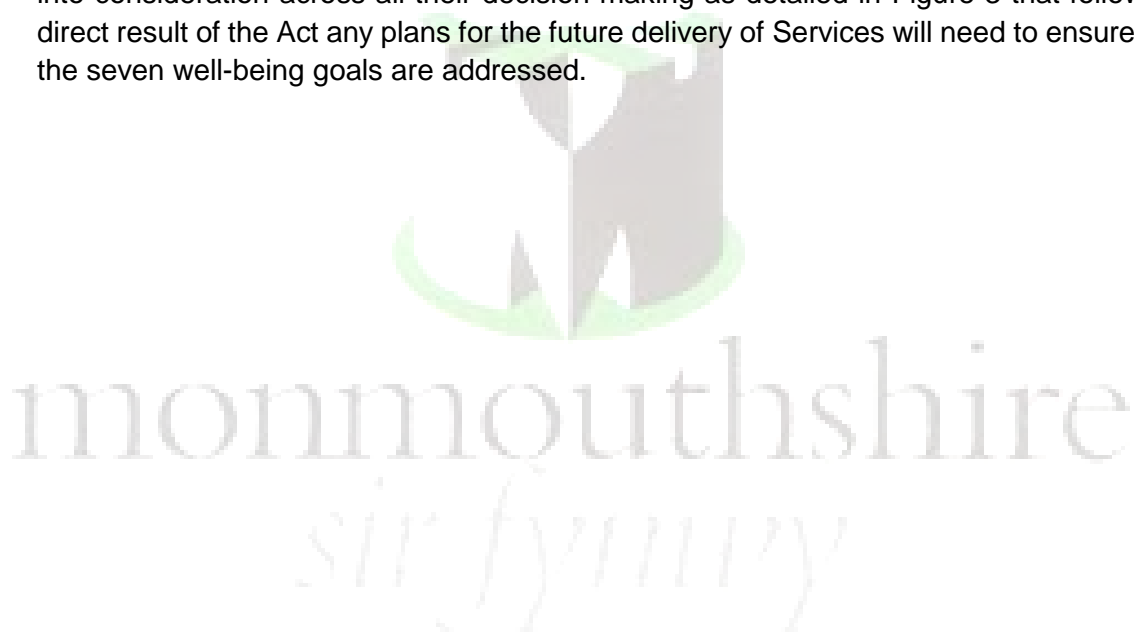 direct result of the Act any plans for the future delivery of Services will need to ensure
the seven well-being goals are addressed.
monmouthshire
sir fynwy